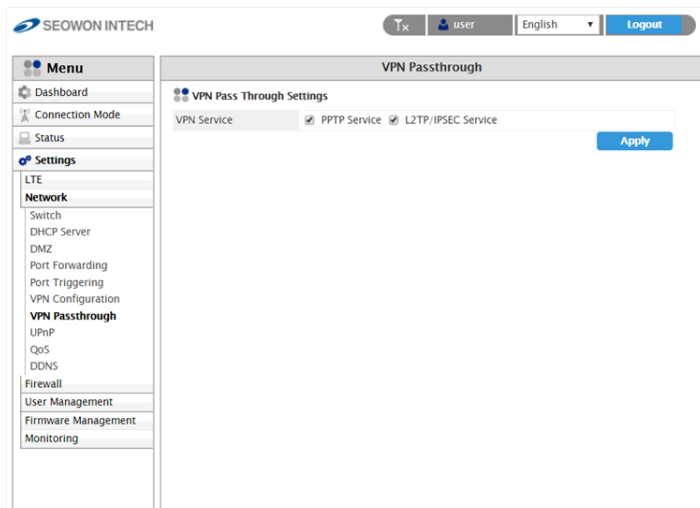 SEOWON INTECH
Tx user English Logout
Menu
Dashboard
Connection Mode
Status
Settings
LTE
Network
Switch
DHCP Server
DMZ
Port Forwarding
Port Triggering
VPN Configuration
VPN Passthrough
UPnP
QoS
DDNS
Firewall
User Management
Firmware Management
Monitoring
VPN Passthrough
VPN Pass Through Settings
VPN Service PPTP Service L2TP/IPSEC Service
Apply